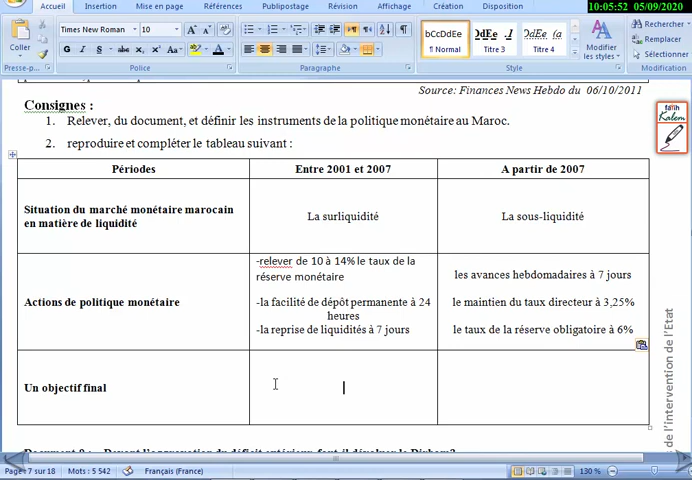 10:05:52 05/09/2020
Accueil Insertion Mise en page Références Publipostage Révision Affichage Création Disposition
Times New Roman 10
Coller
bCcDdEe
1 Normal
Titre 3
Titre 4
Modifier
les styles
Rechercher
Remplacer
Sélectionner
Presse-p... Police Paragraphe Style Modification
Source: Finances News Hebdo du 06/10/2011
Consignes :
1. Relever, du document, et définir les instruments de la politique monétaire au Maroc.
2. reproduire et compléter le tableau suivant :
fatih
Kalem
Périodes Entre 2001 et 2007 A partir de 2007
Situation du marché monétaire marocain
en matière de liquidité
La surliquidité La sous-liquidité
Actions de politique monétaire
-relever de 10 à 14% le taux de la
réserve monétaire
-la facilité de dépôt permanente à 24
heures
-la reprise de liquidités à 7 jours
les avances hebdomadaires à 7 jours
le maintien du taux directeur à 3,25%
le taux de la réserve obligatoire à 6%
Un objectif final
de l'intervention de l'Etat
Page : 7 sur 18 Mots : 5 542 Français (France) 130 %